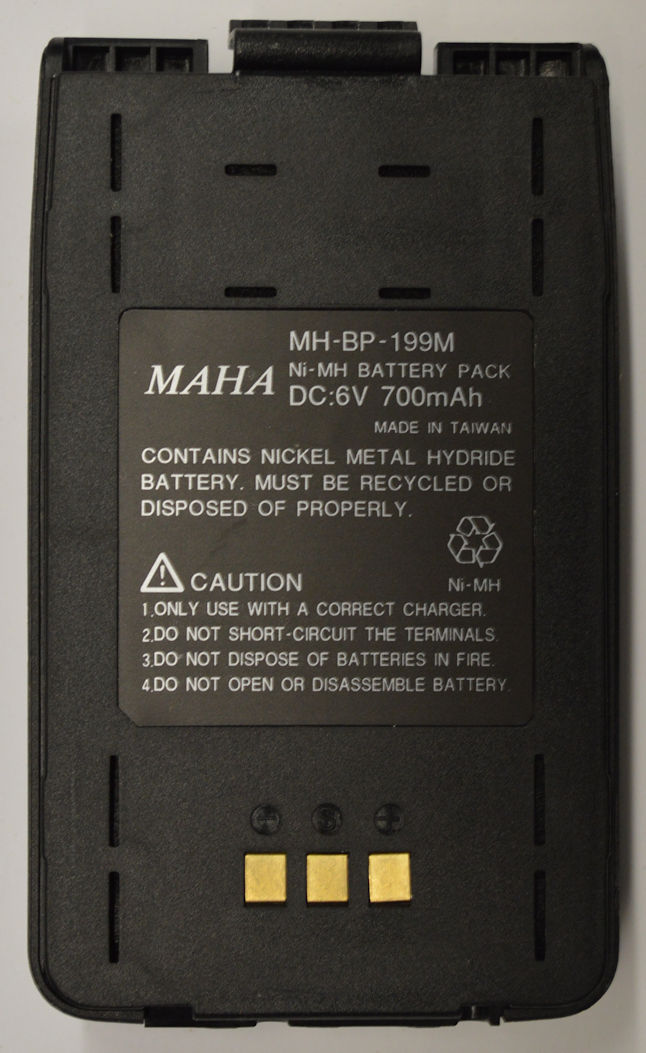 MAHA
MH-BP-199M
Ni-MH BATTERY PACK
DC:6V 700mAh
MADE IN TAIWAN
CONTAINS NICKEL METAL HYDRIDE
BATTERY. MUST BE RECYCLED OR
DISPOSED OF PROPERLY.
Ni-MH
! CAUTION
1.ONLY USE WITH A CORRECT CHARGER.
2.DO NOT SHORT-CIRCUIT THE TERMINALS.
3.DO NOT DISPOSE OF BATTERIES IN FIRE.
4.DO NOT OPEN OR DISASSEMBLE BATTERY.
- S +